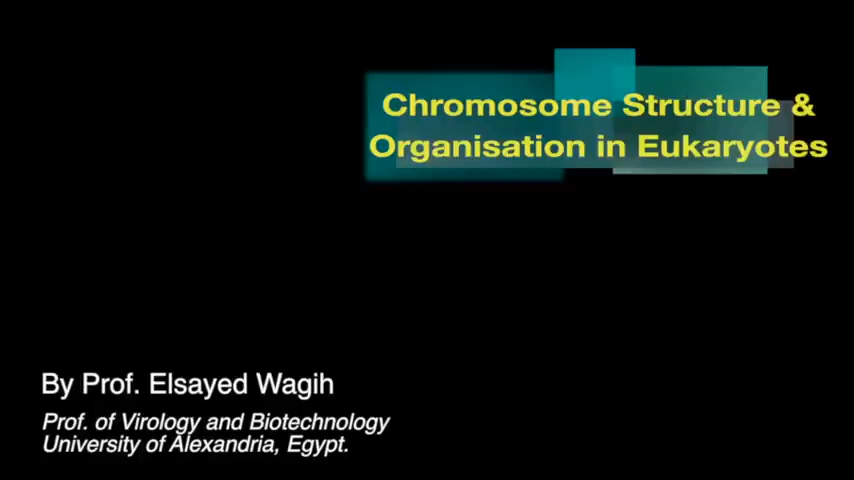 Chromosome Structure &
Organisation in Eukaryotes
By Prof. Elsayed Wagih
Prof. of Virology and Biotechnology
University of Alexandria, Egypt.